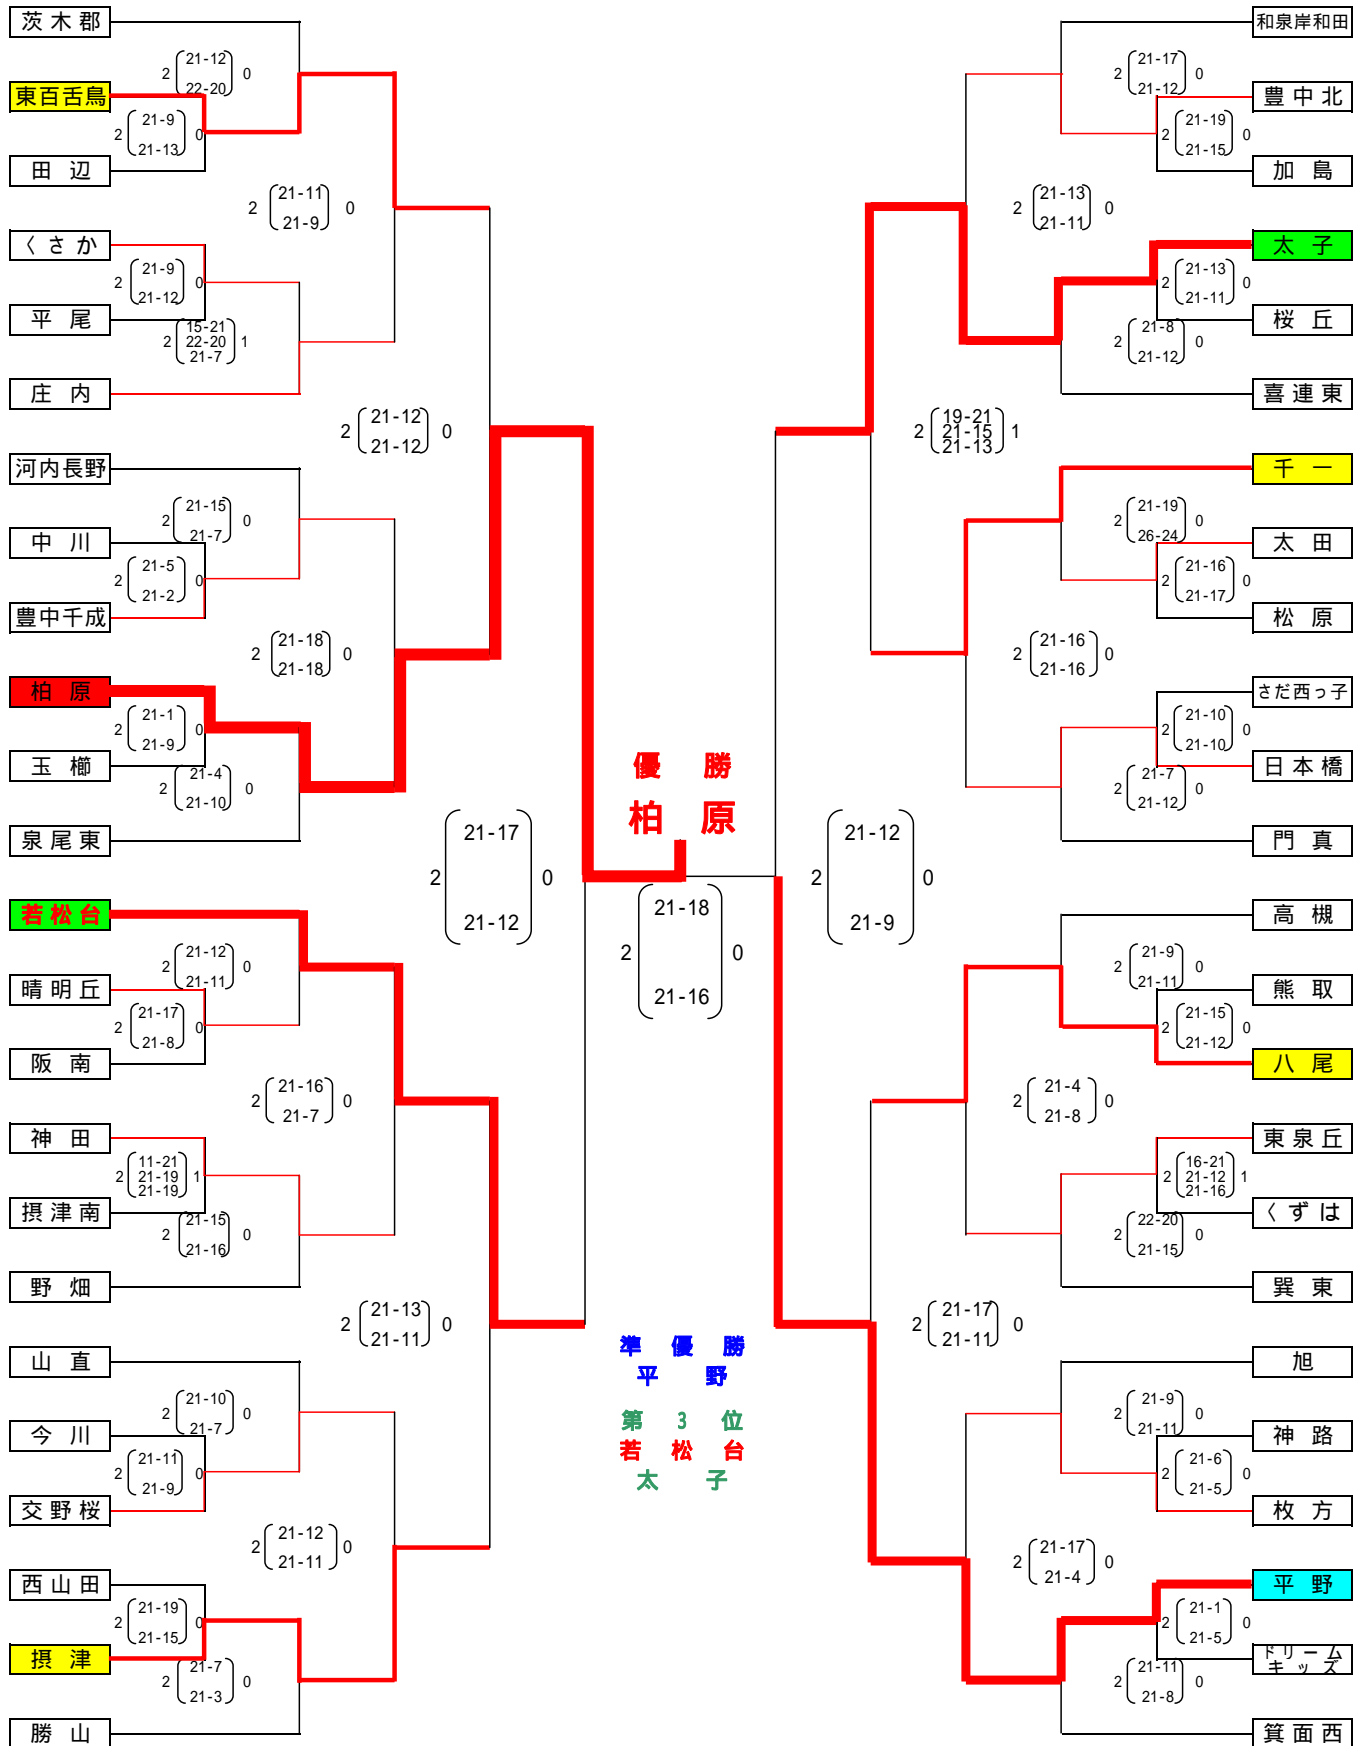 茨木郡
2 21-12 0
22-20
東百舌鳥
2 21-9 0
21-13
田辺
2 21-11 0
21-9
くさか
2 21-9 0
21-12
平尾
15-21
2 22-20 1
21-7
庄内
2 21-12 0
21-12
河内長野
2 21-15 0
21-7
中川
2 21-5 0
21-2
豊中千成
2 21-18 0
21-18
柏原
2 21-1 0
21-9
玉櫛
2 21-4 0
21-10
泉尾東
2 21-17 0
21-12
若松台
2 21-12 0
21-11
晴明丘
2 21-17 0
21-8
阪南
2 21-16 0
21-7
神田
11-21
2 21-19 1
21-19
摂津南
2 21-15 0
21-16
野畑
2 21-13 0
21-11
山直
2 21-10 0
21-7
今川
2 21-11 0
21-9
交野桜
2 21-12 0
21-11
西山田
2 21-19 0
21-15
摂津
2 21-7 0
21-3
勝山
優勝
柏原
2 21-18 0
21-16
準優勝
平野
第3位
若松台
太子
和泉岸和田
2 21-17 0
21-12
豊中北
2 21-19 0
21-15
加島
2 21-13 0
21-11
太子
2 21-13 0
21-11
桜丘
2 21-8 0
21-12
喜連東
19-21
2 21-15 1
21-13
千一
2 21-19 0
26-24
太田
2 21-16 0
21-17
松原
2 21-16 0
21-16
さだ西っ子
2 21-10 0
21-10
日本橋
2 21-7 0
21-12
門真
2 21-12 0
21-9
高槻
2 21-9 0
21-11
熊取
2 21-15 0
21-12
八尾
2 21-4 0
21-8
東泉丘
16-21
2 21-12 1
21-16
くずは
2 22-20 0
21-15
巽東
2 21-17 0
21-11
旭
2 21-9 0
21-11
神路
2 21-6 0
21-5
枚方
2 21-17 0
21-4
平野
2 21-1 0
21-5
ドリーム
キッズ
2 21-11 0
21-8
箕面西